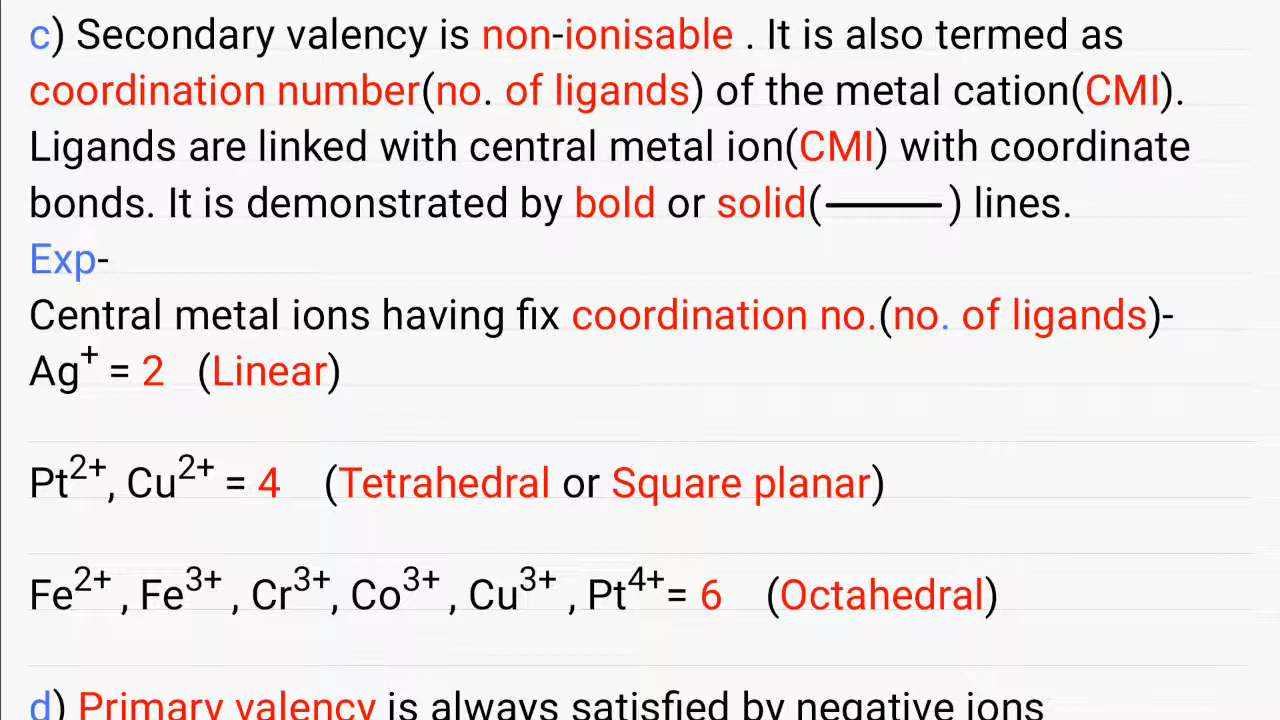 c) Secondary valency is non-ionisable . It is also termed as
coordination number(no. of ligands) of the metal cation(CMI).
Ligands are linked with central metal ion(CMI) with coordinate
bonds. It is demonstrated by bold or solid(———) lines.
Exp-
Central metal ions having fix coordination no.(no. of ligands)-
Ag⁺ = 2 (Linear)
Pt²⁺, Cu²⁺ = 4 (Tetrahedral or Square planar)
Fe²⁺ , Fe³⁺ , Cr³⁺, Co³⁺ , Cu³⁺ , Pt⁴⁺= 6 (Octahedral)
d) Primary valency is always satisfied by negative ions